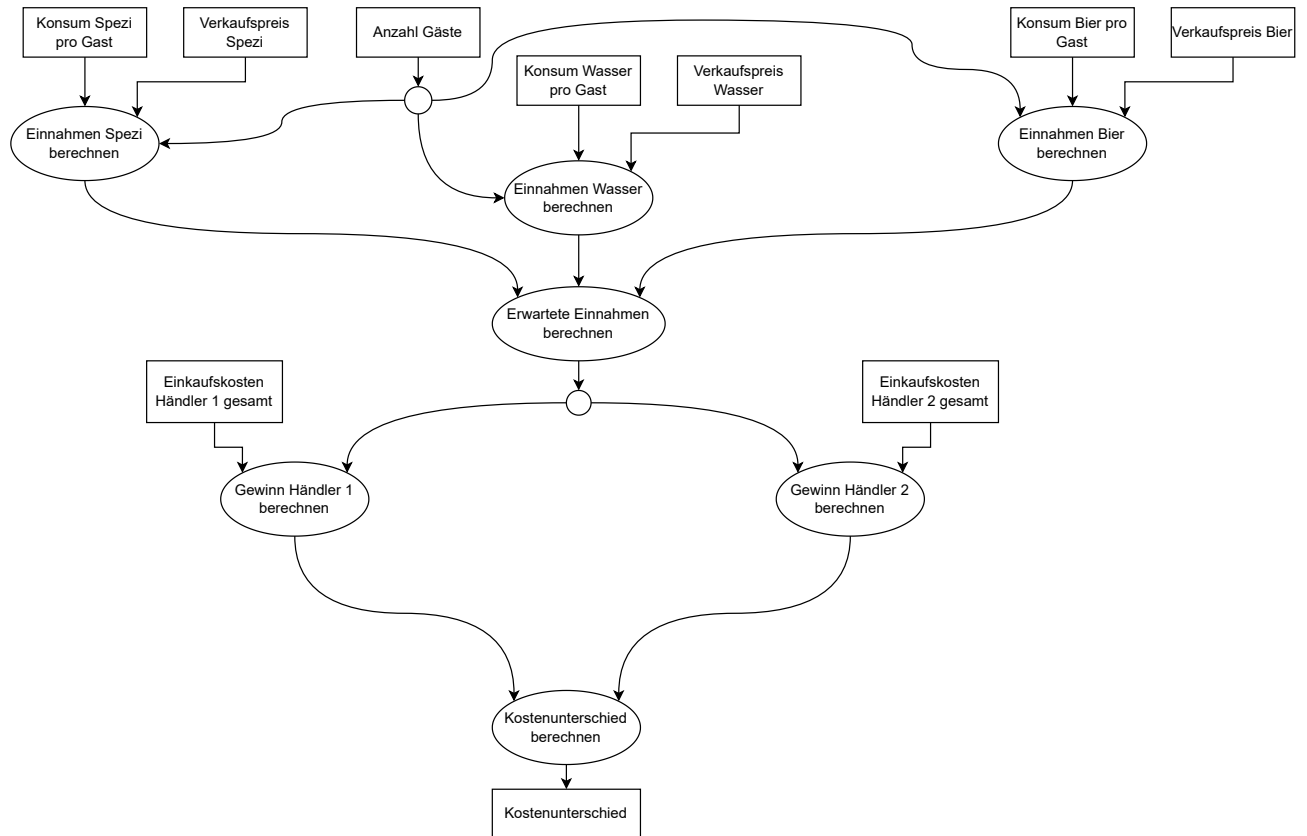 Konsum Spezi
pro Gast
Verkaufspreis
Spezi
Anzahl Gäste
Konsum Bier pro
Gast
Verkaufspreis Bier
Konsum Wasser
pro Gast
Verkaufspreis
Wasser
Einnahmen Spezi
berechnen
Einnahmen Bier
berechnen
Einnahmen Wasser
berechnen
Erwartete Einnahmen
berechnen
Einkaufskosten
Händler 1 gesamt
Einkaufskosten
Händler 2 gesamt
Gewinn Händler 1
berechnen
Gewinn Händler 2
berechnen
Kostenunterschied
berechnen
Kostenunterschied